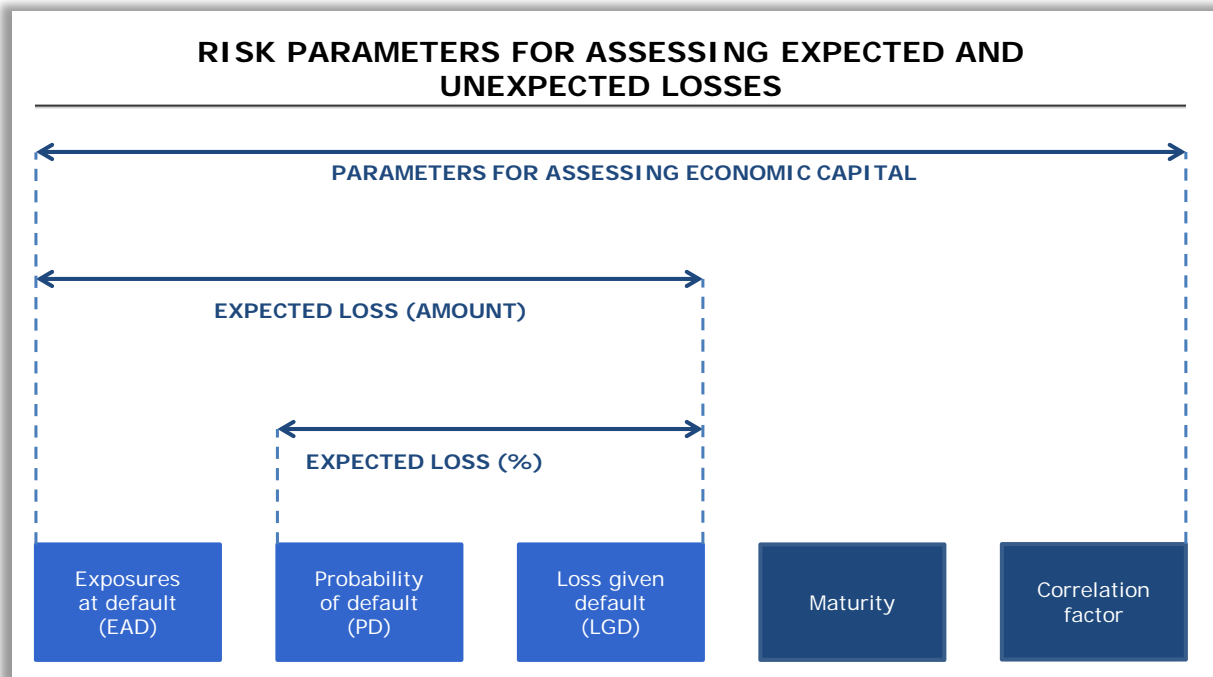 RISK PARAMETERS FOR ASSESSING EXPECTED AND
UNEXPECTED LOSSES
PARAMETERS FOR ASSESSING ECONOMIC CAPITAL
EXPECTED LOSS (AMOUNT)
EXPECTED LOSS (%)
Exposures
at default
(EAD)
Probability
of default
(PD)
Loss given
default
(LGD)
Maturity
Correlation
factor